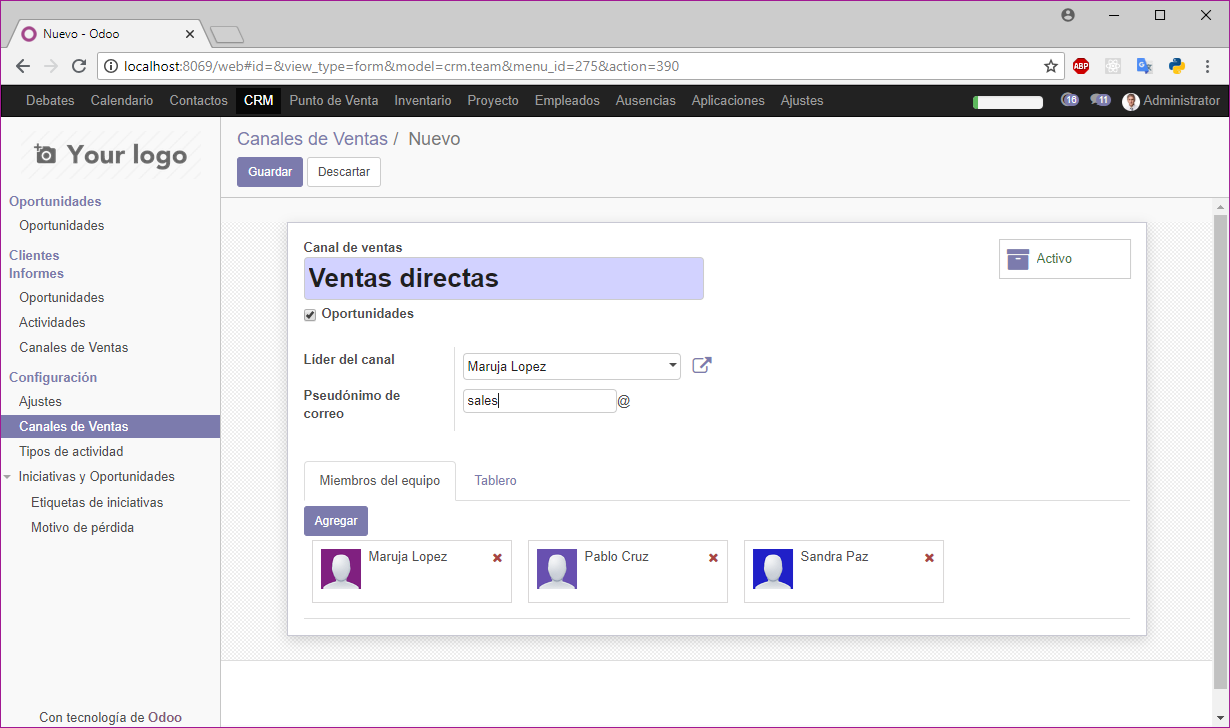 Nuevo - Odoo
localhost:8069/web#id=&view_type=form&model=crm.team&menu_id=275&action=390
ABP
Debates Calendario Contactos CRM Punto de Venta Inventario Proyecto Empleados Ausencias Aplicaciones Ajustes 16 11 Administrator
Your logo
Canales de Ventas / Nuevo
Guardar Descartar
Oportunidades
Oportunidades
Clientes
Informes
Oportunidades
Actividades
Canales de Ventas
Configuración
Ajustes
Canales de Ventas
Tipos de actividad
Iniciativas y Oportunidades
Etiquetas de iniciativas
Motivo de pérdida
Con tecnología de Odoo
Canal de ventas
Activo
Ventas directas
Oportunidades
Líder del canal Maruja Lopez
Pseudónimo de
correo
sales @
Miembros del equipo Tablero
Agregar
Maruja Lopez Pablo Cruz Sandra Paz